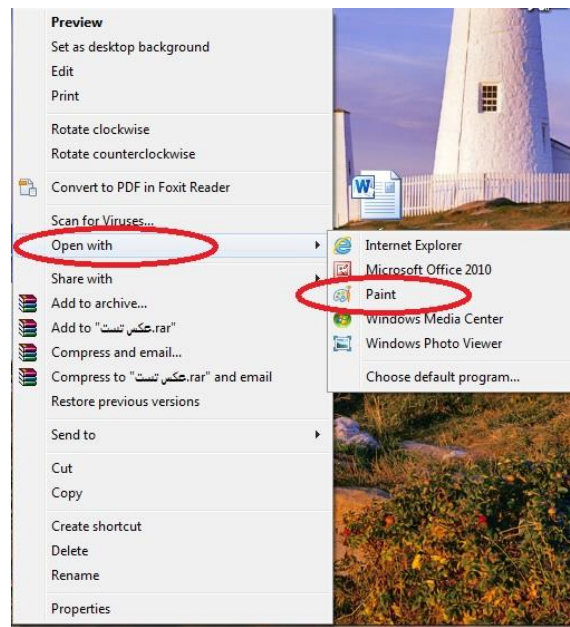 Preview
Set as desktop background
Edit
Print
Rotate clockwise
Rotate counterclockwise
Convert to PDF in Foxit Reader
Scan for Viruses...
Open with
Share with
Add to archive...
Add to "عکس تست.rar"
Compress and email...
Compress to "عکس تست.rar" and email
Restore previous versions
Send to
Cut
Copy
Create shortcut
Delete
Rename
Properties
Internet Explorer
Microsoft Office 2010
Paint
Windows Media Center
Windows Photo Viewer
Choose default program...
W